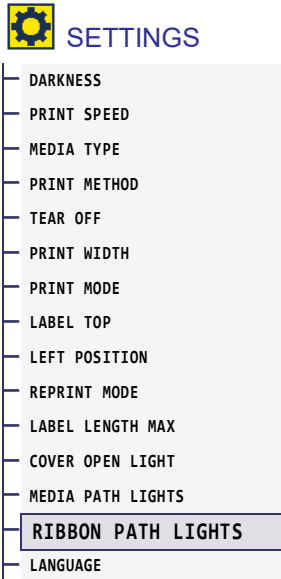 SETTINGS
DARKNESS
PRINT SPEED
MEDIA TYPE
PRINT METHOD
TEAR OFF
PRINT WIDTH
PRINT MODE
LABEL TOP
LEFT POSITION
REPRINT MODE
LABEL LENGTH MAX
COVER OPEN LIGHT
MEDIA PATH LIGHTS
RIBBON PATH LIGHTS
LANGUAGE